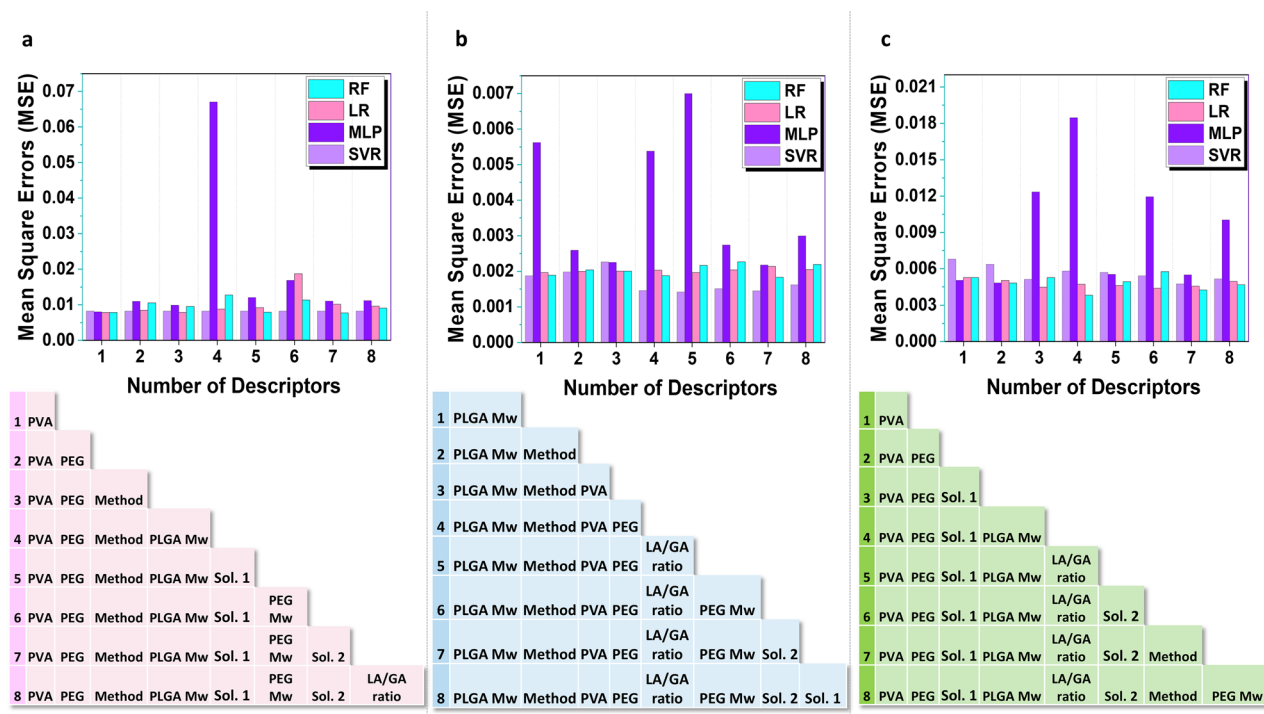 a
Mean Square Errors (MSE)
0.07
0.06
0.05
0.04
0.03
0.02
0.01
0.00
RF
LR
MLP
SVR
1 2 3 4 5 6 7 8
Number of Descriptors
1 PVA
2 PVA PEG
3 PVA PEG Method
4 PVA PEG Method PLGA Mw
5 PVA PEG Method PLGA Mw Sol. 1
6 PVA PEG Method PLGA Mw Sol. 1 PEG Mw
7 PVA PEG Method PLGA Mw Sol. 1 PEG Mw Sol. 2
8 PVA PEG Method PLGA Mw Sol. 1 PEG Mw Sol. 2 LA/GA ratio
b
Mean Square Errors (MSE)
0.007
0.006
0.005
0.004
0.003
0.002
0.001
0.000
RF
LR
MLP
SVR
1 2 3 4 5 6 7 8
Number of Descriptors
1 PLGA Mw
2 PLGA Mw Method
3 PLGA Mw Method PVA
4 PLGA Mw Method PVA PEG
5 PLGA Mw Method PVA PEG LA/GA ratio
6 PLGA Mw Method PVA PEG LA/GA ratio PEG Mw
7 PLGA Mw Method PVA PEG LA/GA ratio PEG Mw Sol. 2
8 PLGA Mw Method PVA PEG LA/GA ratio PEG Mw Sol. 2 Sol. 1
c
Mean Square Errors (MSE)
0.021
0.018
0.015
0.012
0.009
0.006
0.003
0.000
RF
LR
MLP
SVR
1 2 3 4 5 6 7 8
Number of Descriptors
1 PVA
2 PVA PEG
3 PVA PEG Sol. 1
4 PVA PEG Sol. 1 PLGA Mw
5 PVA PEG Sol. 1 PLGA Mw LA/GA ratio
6 PVA PEG Sol. 1 PLGA Mw LA/GA ratio Sol. 2
7 PVA PEG Sol. 1 PLGA Mw LA/GA ratio Sol. 2 Method
8 PVA PEG Sol. 1 PLGA Mw LA/GA ratio Sol. 2 Method PEG Mw